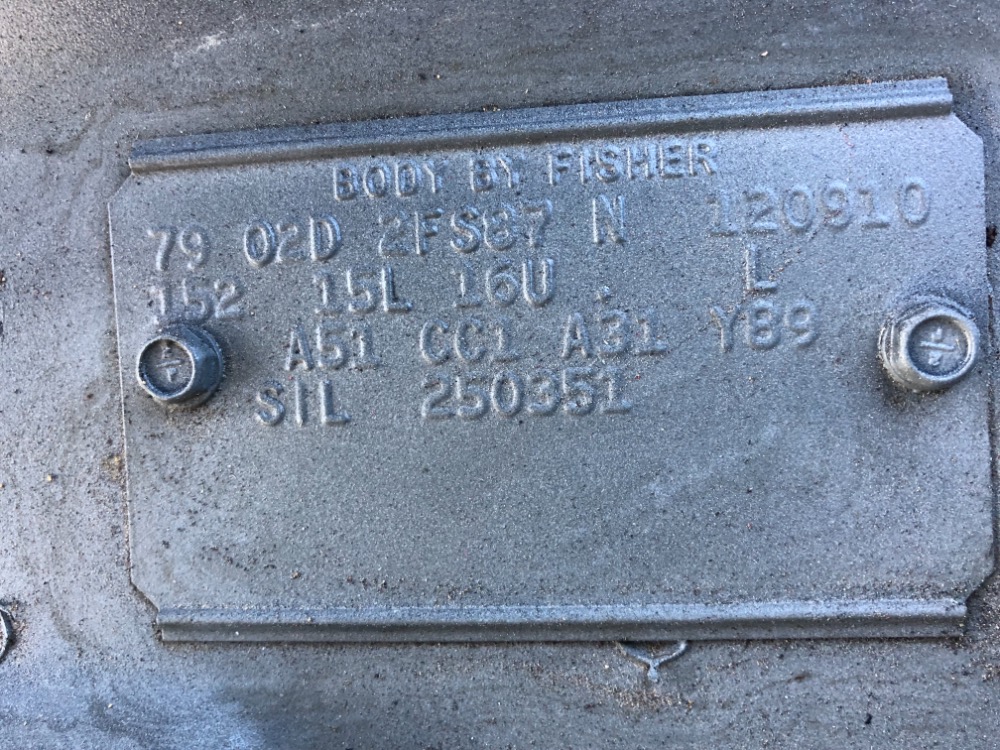 BODY BY FISHER
79 02D 2FS87 N 120910
152 15L 16U . L
A51 CC1 A31 Y89
SIL 250351